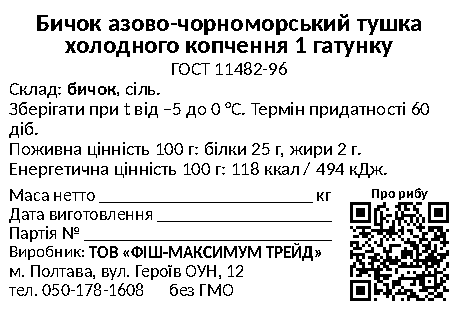 Бичок азово-чорноморський тушка
холодного копчення 1 гатунку
ГОСТ 11482-96
Склад: бичок, сіль.
Зберігати при t від –5 до 0 °С. Термін придатності 60
діб.
Поживна цінність 100 г: білки 25 г, жири 2 г.
Енергетична цінність 100 г: 118 ккал / 494 кДж.
Маса нетто ______________________ кг
Дата виготовлення __________________
Партія № __________________________
Виробник: ТОВ «ФІШ-МАКСИМУМ ТРЕЙД»
м. Полтава, вул. Героїв ОУН, 12
тел. 050-178-1608 без ГМО
Про рибу